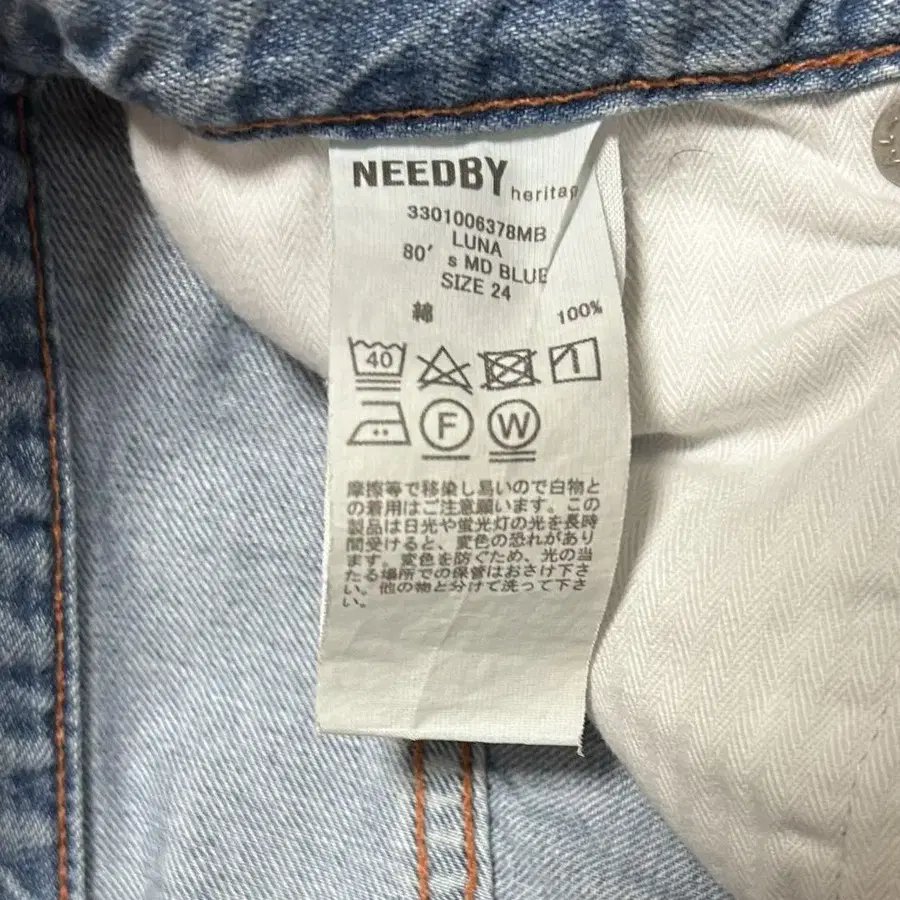 NEEDBY
heritag
3301006378MB
LUNA
80's MD BLUE
SIZE 24
綿 100%
40
F W
摩擦等で移染し易いので白物と
の着用はご注意願います。この
製品は日光や蛍光灯の光を長時
間受けると、変色の恐れがあり
ます。変色を防ぐため、光の当
たる場所での保管はおさけ下さ
い。他の物と分けて洗って下さ
い。